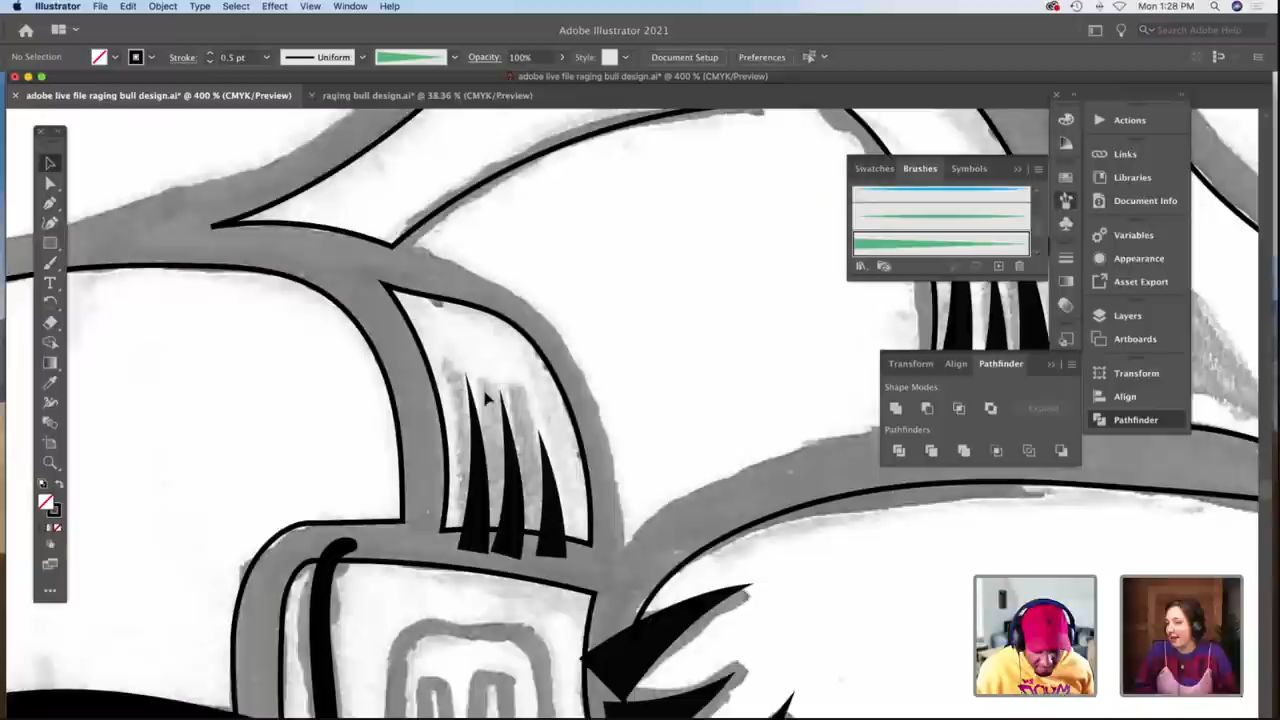 Illustrator File Edit Object Type Select Effect View Window Help
Mon 1:28 PM
Adobe Illustrator 2021
Search Adobe Help
No Selection
Stroke: 0.5 pt
Uniform
Opacity: 100%
Style:
Document Setup
Preferences
adobe live file raging bull design.ai* @ 400 % (CMYK/Preview)
× adobe live file raging bull design.ai* @ 400 % (CMYK/Preview)
× raging bull design.ai* @ 38.36 % (CMYK/Preview)
Swatches Brushes Symbols
Actions
Links
Libraries
Document Info
Variables
Appearance
Asset Export
Layers
Artboards
Transform
Align
Pathfinder
Transform Align Pathfinder
Shape Modes:
Expand
Pathfinders: